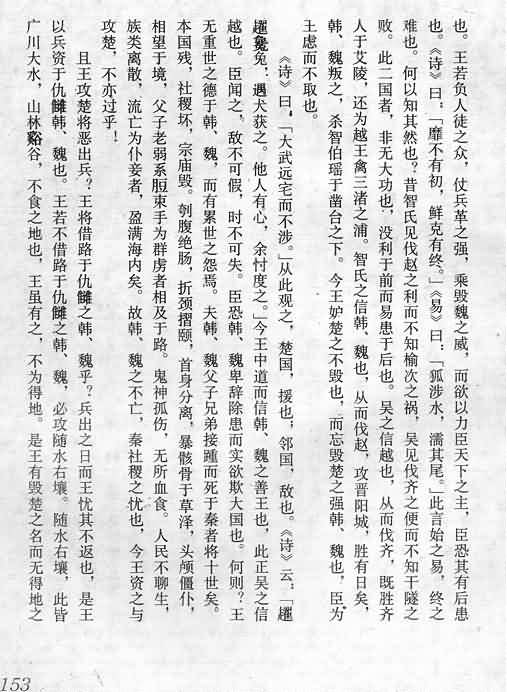 也。王若负人徒之众，仗兵革之强，乘毁魏之威，而欲以力臣天下之主，臣恐其有后患
也。《诗》曰：「靡不有初，鲜克有终。」《易》曰：「狐涉水，濡其尾。」此言始之易，终之
难也。何以知其然也？昔智氏见伐赵之利而不知榆次之祸，吴见伐齐之便而不知干隧之
败。此二国者，非无大功也，没利于前而易患于后也。吴之信越也，从而伐齐，既胜齐
人于艾陵，还为越王禽三渚之浦。智氏之信韩、魏也，从而伐赵，攻晋阳城，胜有日矣，
韩、魏叛之，杀智伯瑶于凿台之下。今王妒楚之不毁也，而忘毁楚之强韩、魏也，臣为
王虑而不取也。
《诗》曰，「大武远宅而不涉。」从此观之，楚国，援也；邻国，敌也。《诗》云，「趯
趯毚兔，遇犬获之。他人有心，余忖度之。」今王中道而信韩、魏之善王也，此正吴之信
越也。臣闻之，敌不可假，时不可失。臣恐韩、魏卑辞除患而实欲欺大国也。何则？王
无重世之德于韩、魏，而有累世之怨焉。夫韩、魏父子兄弟接踵而死于秦者将十世矣。
本国残，社稷坏，宗庙毁。刳腹绝肠，折颈摺颐，首身分离，暴骸骨于草泽，头颅僵仆，
相望于境，父子老弱系脰束手为群虏者相及于路。鬼神孤伤，无所血食。人民不聊生，
族类离散，流亡为仆妾者，盈满海内矣。故韩、魏之不亡，秦社稷之忧也，今王资之与
攻楚，不亦过乎！
且王攻楚将恶出兵？王将借路于仇雠之韩、魏乎？兵出之日而王忧其不返也，是王
以兵资于仇雠韩、魏也。王若不借路于仇雠之韩、魏，必攻随水右壤。随水右壤，此皆
广川大水，山林谿谷，不食之地也，王虽有之，不为得地。是王有毁楚之名而无得地之
153